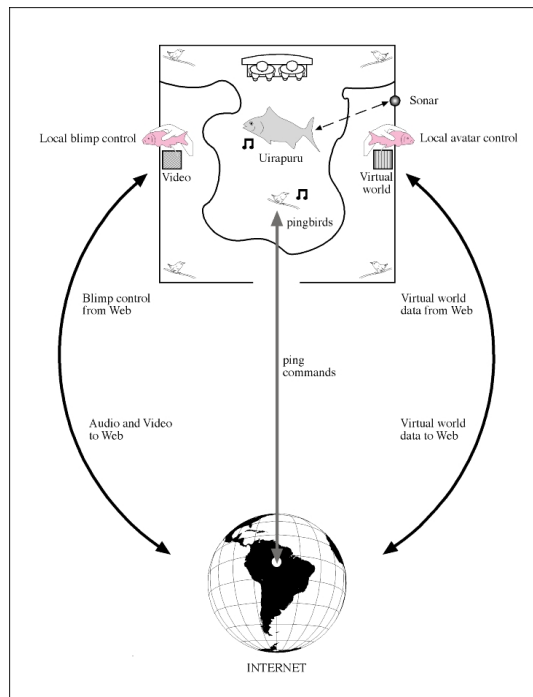 Sonar
Local blimp control
Local avatar control
Uirapuru
Video
Virtual
world
pingbirds
Blimp control
from Web
Virtual world
data from Web
ping
commands
Audio and Video
to Web
Virtual world
data to Web
INTERNET